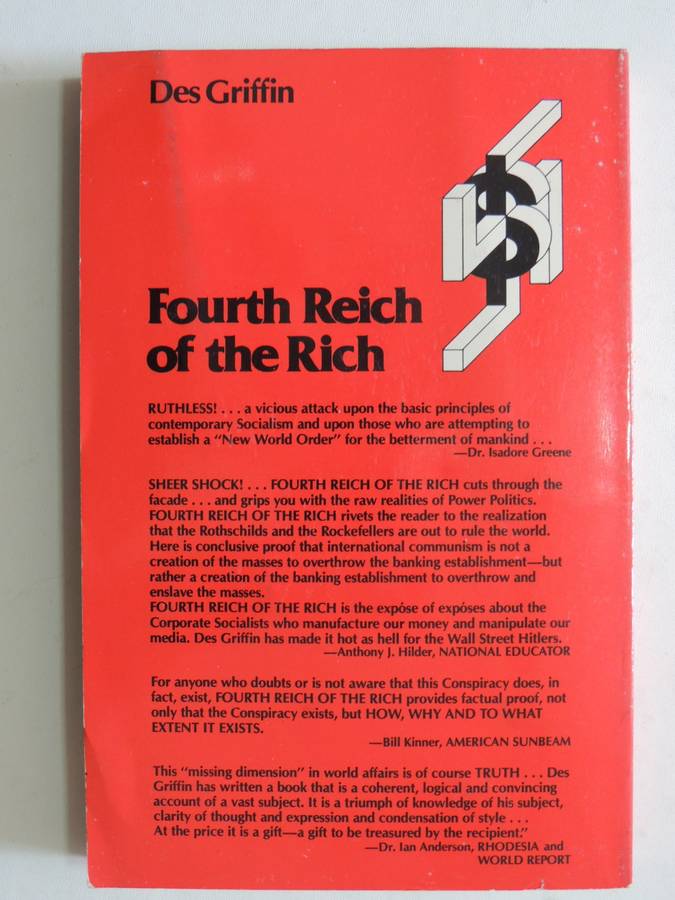 Des Griffin
Fourth Reich
of the Rich
RUTHLESS! . . . a vicious attack upon the basic principles of
contemporary Socialism and upon those who are attempting to
establish a "New World Order" for the betterment of mankind . . .
—Dr. Isadore Greene
SHEER SHOCK! . . . FOURTH REICH OF THE RICH cuts through the
facade . . . and grips you with the raw realities of Power Politics.
FOURTH REICH OF THE RICH rivets the reader to the realization
that the Rothschilds and the Rockefellers are out to rule the world.
Here is conclusive proof that international communism is not a
creation of the masses to overthrow the banking establishment—but
rather a creation of the banking establishment to overthrow and
enslave the masses.
FOURTH REICH OF THE RICH is the expóse of expóses about the
Corporate Socialists who manufacture our money and manipulate our
media. Des Griffin has made it hot as hell for the Wall Street Hitlers.
—Anthony J. Hilder, NATIONAL EDUCATOR
For anyone who doubts or is not aware that this Conspiracy does, in
fact, exist, FOURTH REICH OF THE RICH provides factual proof, not
only that the Conspiracy exists, but HOW, WHY AND TO WHAT
EXTENT IT EXISTS.
—Bill Kinner, AMERICAN SUNBEAM
This "missing dimension" in world affairs is of course TRUTH . . . Des
Griffin has written a book that is a coherent, logical and convincing
account of a vast subject. It is a triumph of knowledge of his subject,
clarity of thought and expression and condensation of style . . .
At the price it is a gift—a gift to be treasured by the recipient."
—Dr. Ian Anderson, RHODESIA and
WORLD REPORT